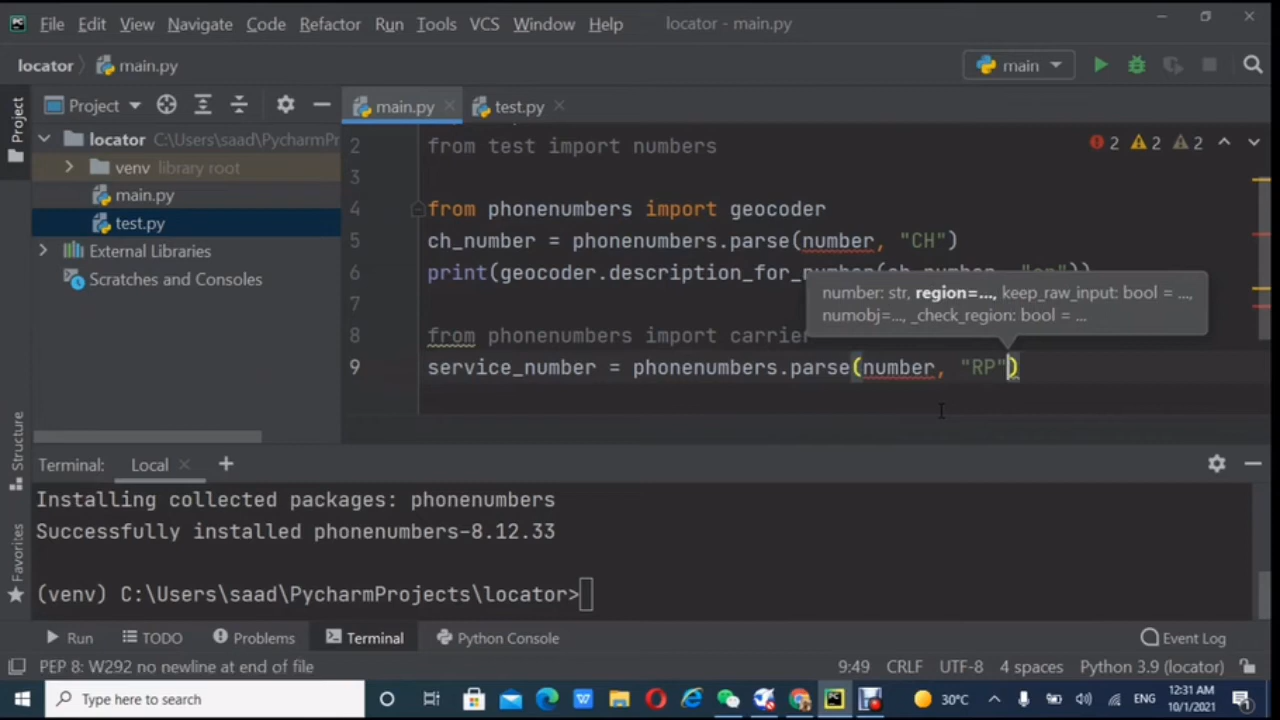 File Edit View Navigate Code Refactor Run Tools VCS Window Help locator - main.py
locator main.py main
Project main.py test.py
Project
locator C:\Users\saad\PycharmPr
venv library root
main.py
test.py
External Libraries
Scratches and Consoles
2 from test import numbers
2 2 2
3
4 from phonenumbers import geocoder
5 ch_number = phonenumbers.parse(number, "CH")
6 print(geocoder.description_for_number(ch_number,
number: str, region=..., keep_raw_input: bool = ...,
numobj=..., _check_region: bool = ...
7
8 from phonenumbers import carrier
9 service_number = phonenumbers.parse(number, "RP")
Structure
Favorites
Terminal: Local
Installing collected packages: phonenumbers
Successfully installed phonenumbers-8.12.33
(venv) C:\Users\saad\PycharmProjects\locator>
Run TODO Problems Terminal Python Console Event Log
PEP 8: W292 no newline at end of file 9:49 CRLF UTF-8 4 spaces Python 3.9 (locator)
Type here to search 30°C ENG 12:31 AM
10/1/2021